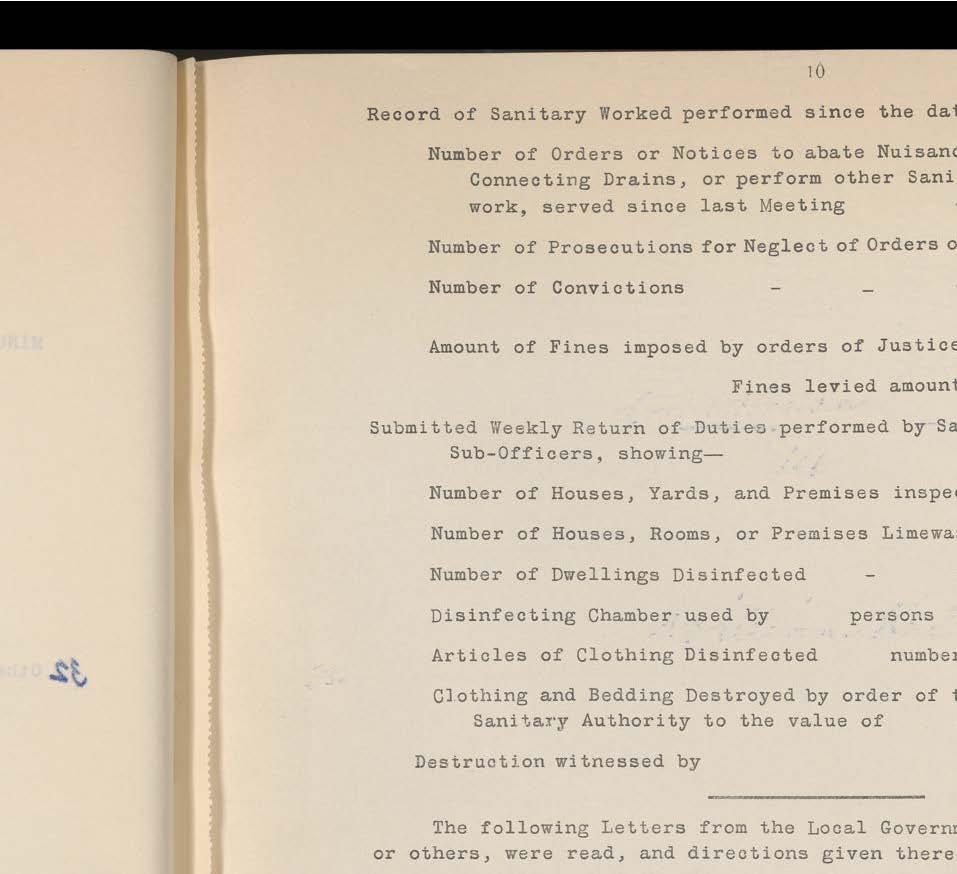 10
Record of Sanitary Worked performed since the dat
Number of Orders or Notices to abate Nuisanc
Connecting Drains, or perform other Sani
work, served since last Meeting
Number of Prosecutions for Neglect of Orders o
Number of Convictions - -
Amount of Fines imposed by orders of Justice
Fines levied amount
Submitted Weekly Return of Duties performed by Sa
Sub-Officers, showing—
Number of Houses, Yards, and Premises inspec
Number of Houses, Rooms, or Premises Limewa
Number of Dwellings Disinfected -
Disinfecting Chamber used by persons
Articles of Clothing Disinfected number
Clothing and Bedding Destroyed by order of t
Sanitary Authority to the value of
Destruction witnessed by
The following Letters from the Local Governm
or others, were read, and directions given there
32